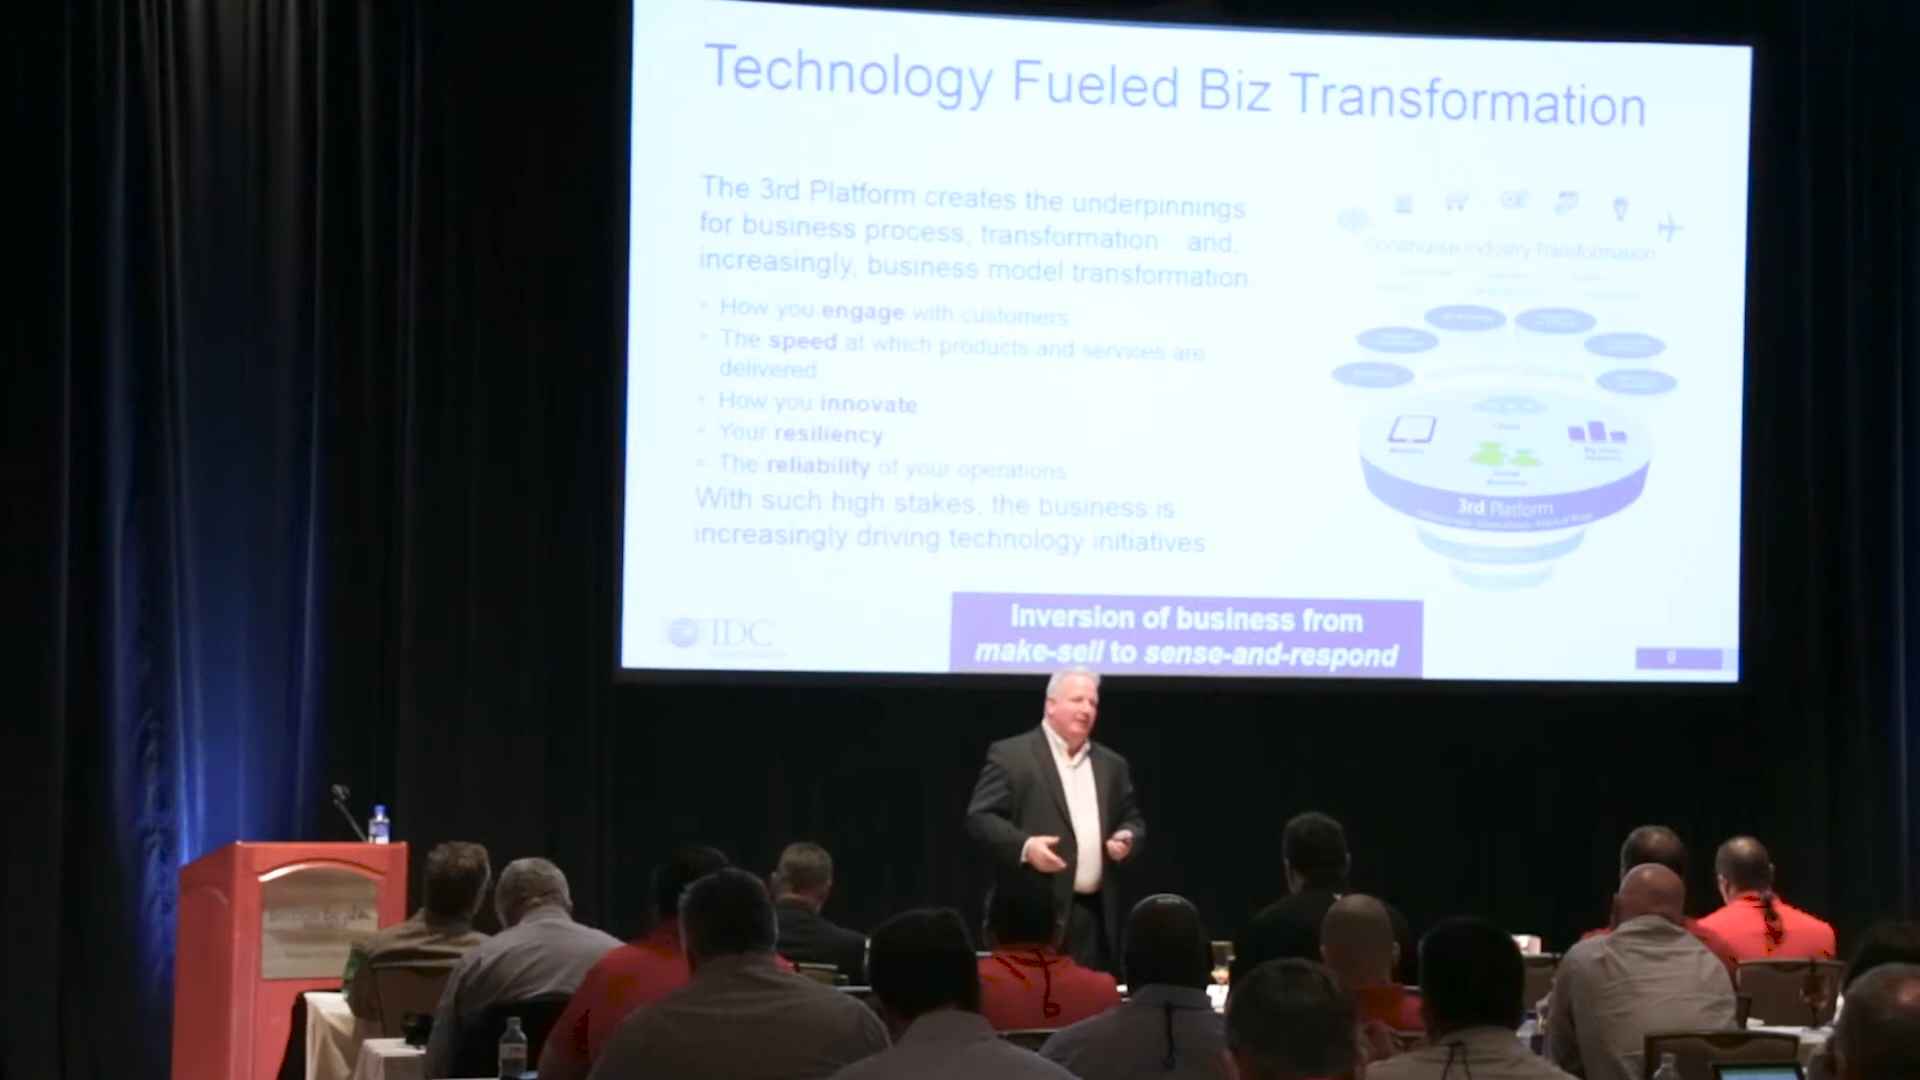 Technology Fueled Biz Transformation
The 3rd Platform creates the underpinnings
for business process, transformation and,
increasingly, business model transformation
• How you engage with customers
• The speed at which products and services are
delivered
• How you innovate
• Your resiliency
• The reliability of your operations
With such high stakes, the business is
increasingly driving technology initiatives
Continuous Industry Transformation
3rd Platform
Inversion of business from
make-sell to sense-and-respond
IDC